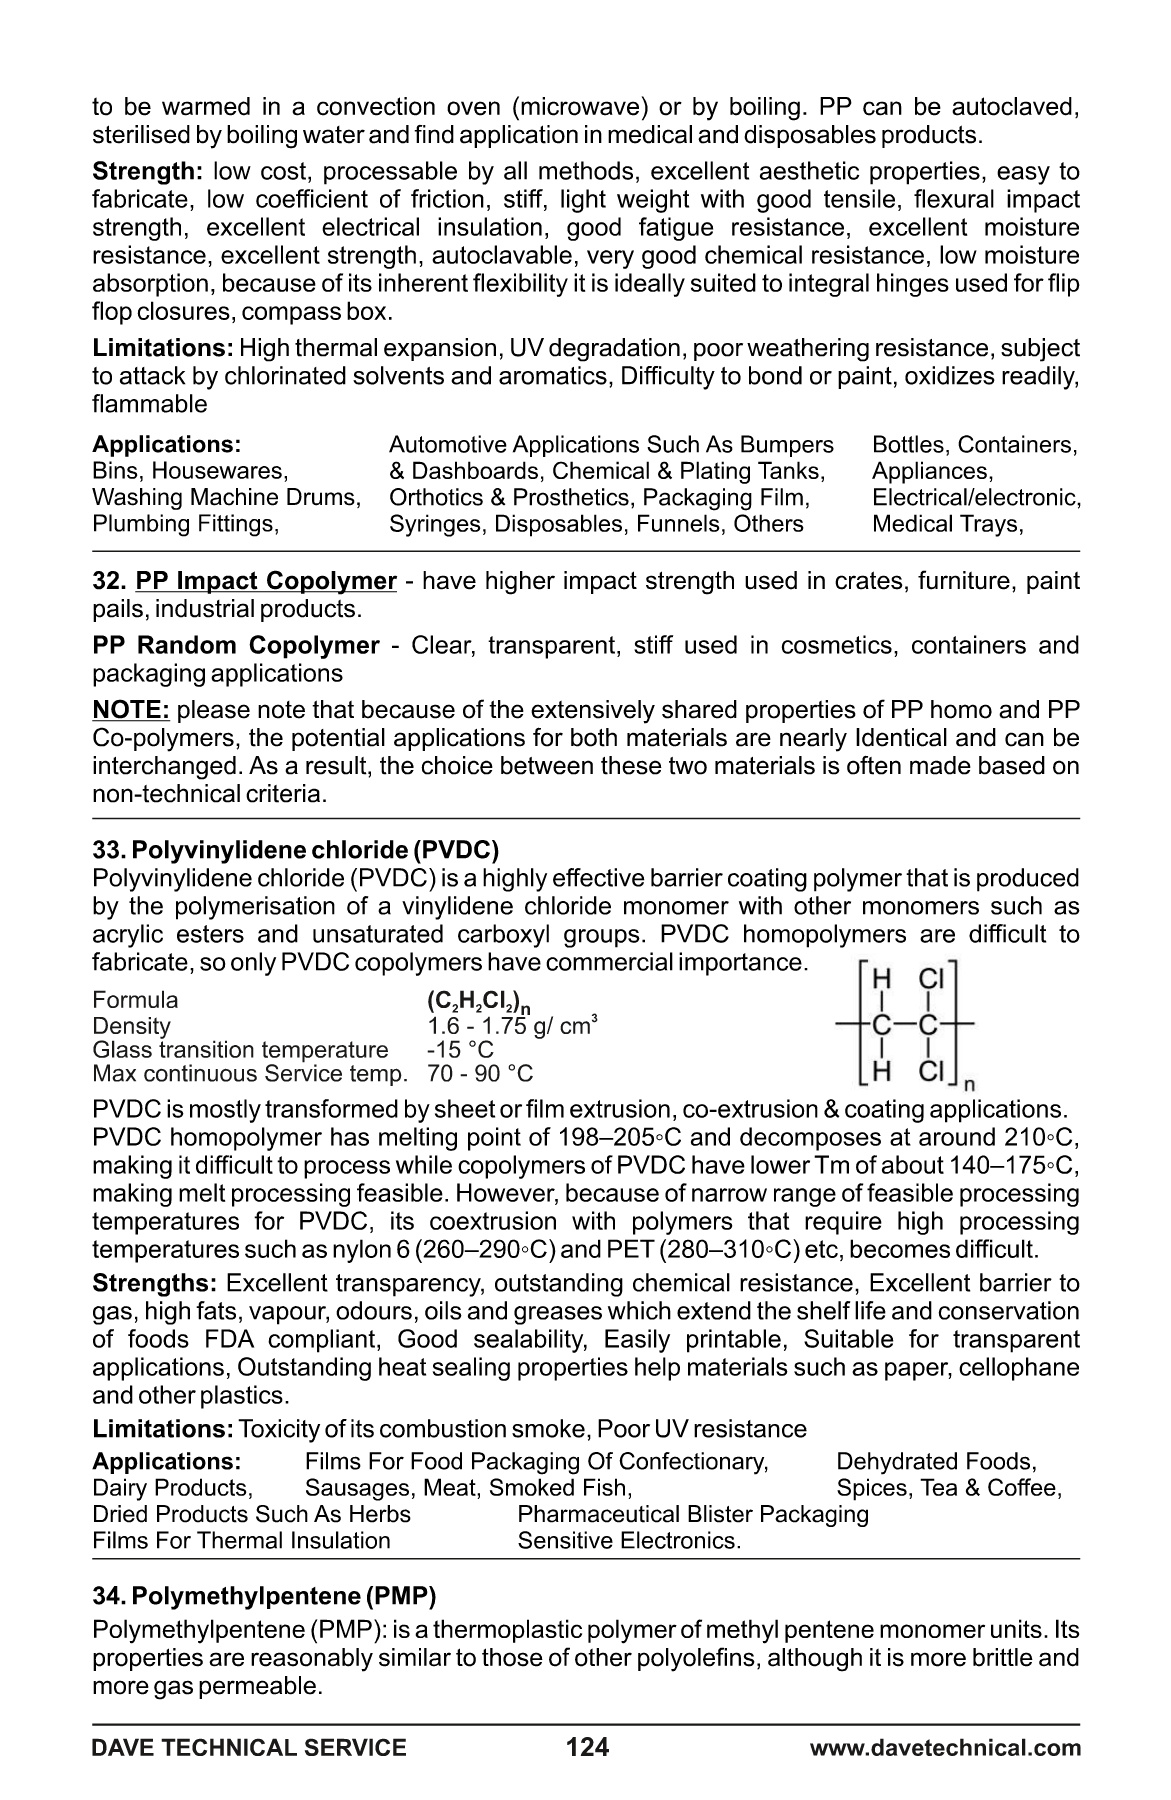 to be warmed in a convection oven (microwave) or by boiling. PP can be autoclaved,
sterilised by boiling water and find application in medical and disposables products.
Strength: low cost, processable by all methods, excellent aesthetic properties, easy to
fabricate, low coefficient of friction, stiff, light weight with good tensile, flexural impact
strength, excellent electrical insulation, good fatigue resistance, excellent moisture
resistance, excellent strength, autoclavable, very good chemical resistance, low moisture
absorption, because of its inherent flexibility it is ideally suited to integral hinges used for flip
flop closures, compass box.
Limitations: High thermal expansion, UV degradation, poor weathering resistance, subject
to attack by chlorinated solvents and aromatics, Difficulty to bond or paint, oxidizes readily,
flammable
Applications: Automotive Applications Such As Bumpers Bottles, Containers,
Bins, Housewares, & Dashboards, Chemical & Plating Tanks, Appliances,
Washing Machine Drums, Orthotics & Prosthetics, Packaging Film, Electrical/electronic,
Plumbing Fittings, Syringes, Disposables, Funnels, Others Medical Trays,
32. PP Impact Copolymer - have higher impact strength used in crates, furniture, paint
pails, industrial products.
PP Random Copolymer - Clear, transparent, stiff used in cosmetics, containers and
packaging applications
NOTE: please note that because of the extensively shared properties of PP homo and PP
Co-polymers, the potential applications for both materials are nearly Identical and can be
interchanged. As a result, the choice between these two materials is often made based on
non-technical criteria.
33. Polyvinylidene chloride (PVDC)
Polyvinylidene chloride (PVDC) is a highly effective barrier coating polymer that is produced
by the polymerisation of a vinylidene chloride monomer with other monomers such as
acrylic esters and unsaturated carboxyl groups. PVDC homopolymers are difficult to
fabricate, so only PVDC copolymers have commercial importance.
Formula (C₂H₂Cl₂)n
Density 1.6 - 1.75 g/ cm³
Glass transition temperature -15 °C
Max continuous Service temp. 70 - 90 °C
H Cl
C C
H Cl
n
PVDC is mostly transformed by sheet or film extrusion, co-extrusion & coating applications.
PVDC homopolymer has melting point of 198–205◦C and decomposes at around 210◦C,
making it difficult to process while copolymers of PVDC have lower Tm of about 140–175◦C,
making melt processing feasible. However, because of narrow range of feasible processing
temperatures for PVDC, its coextrusion with polymers that require high processing
temperatures such as nylon 6 (260–290◦C) and PET (280–310◦C) etc, becomes difficult.
Strengths: Excellent transparency, outstanding chemical resistance, Excellent barrier to
gas, high fats, vapour, odours, oils and greases which extend the shelf life and conservation
of foods FDA compliant, Good sealability, Easily printable, Suitable for transparent
applications, Outstanding heat sealing properties help materials such as paper, cellophane
and other plastics.
Limitations: Toxicity of its combustion smoke, Poor UV resistance
Applications: Films For Food Packaging Of Confectionary, Dehydrated Foods,
Dairy Products, Sausages, Meat, Smoked Fish, Spices, Tea & Coffee,
Dried Products Such As Herbs Pharmaceutical Blister Packaging
Films For Thermal Insulation Sensitive Electronics.
34. Polymethylpentene (PMP)
Polymethylpentene (PMP): is a thermoplastic polymer of methyl pentene monomer units. Its
properties are reasonably similar to those of other polyolefins, although it is more brittle and
more gas permeable.
DAVE TECHNICAL SERVICE 124 www.davetechnical.com